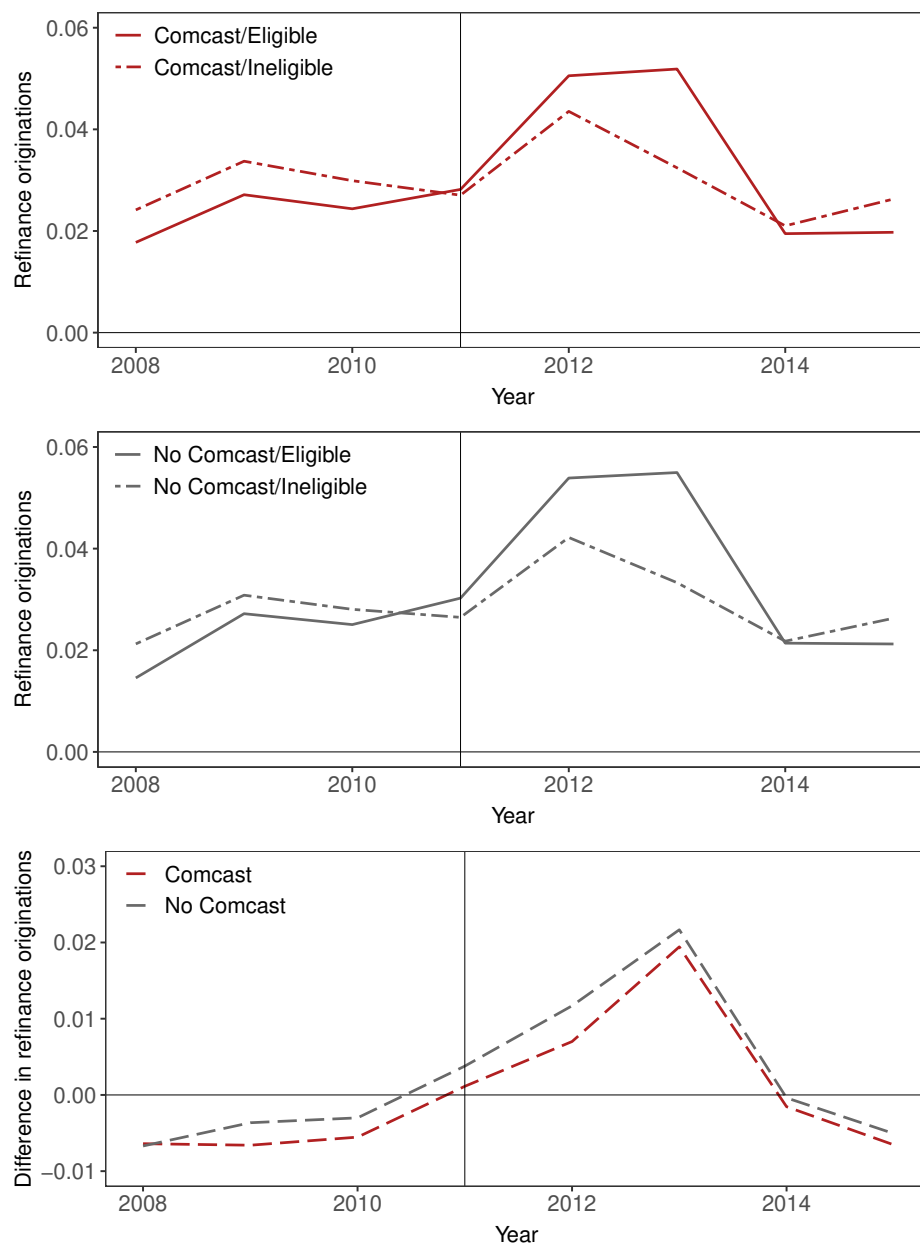 Comcast/Eligible
Comcast/Ineligible
Refinance originations
0.06
0.04
0.02
0.00
2008 2010 2012 2014
Year
No Comcast/Eligible
No Comcast/Ineligible
Refinance originations
0.06
0.04
0.02
0.00
2008 2010 2012 2014
Year
Comcast
No Comcast
Difference in refinance originations
0.03
0.02
0.01
0.00
−0.01
2008 2010 2012 2014
Year